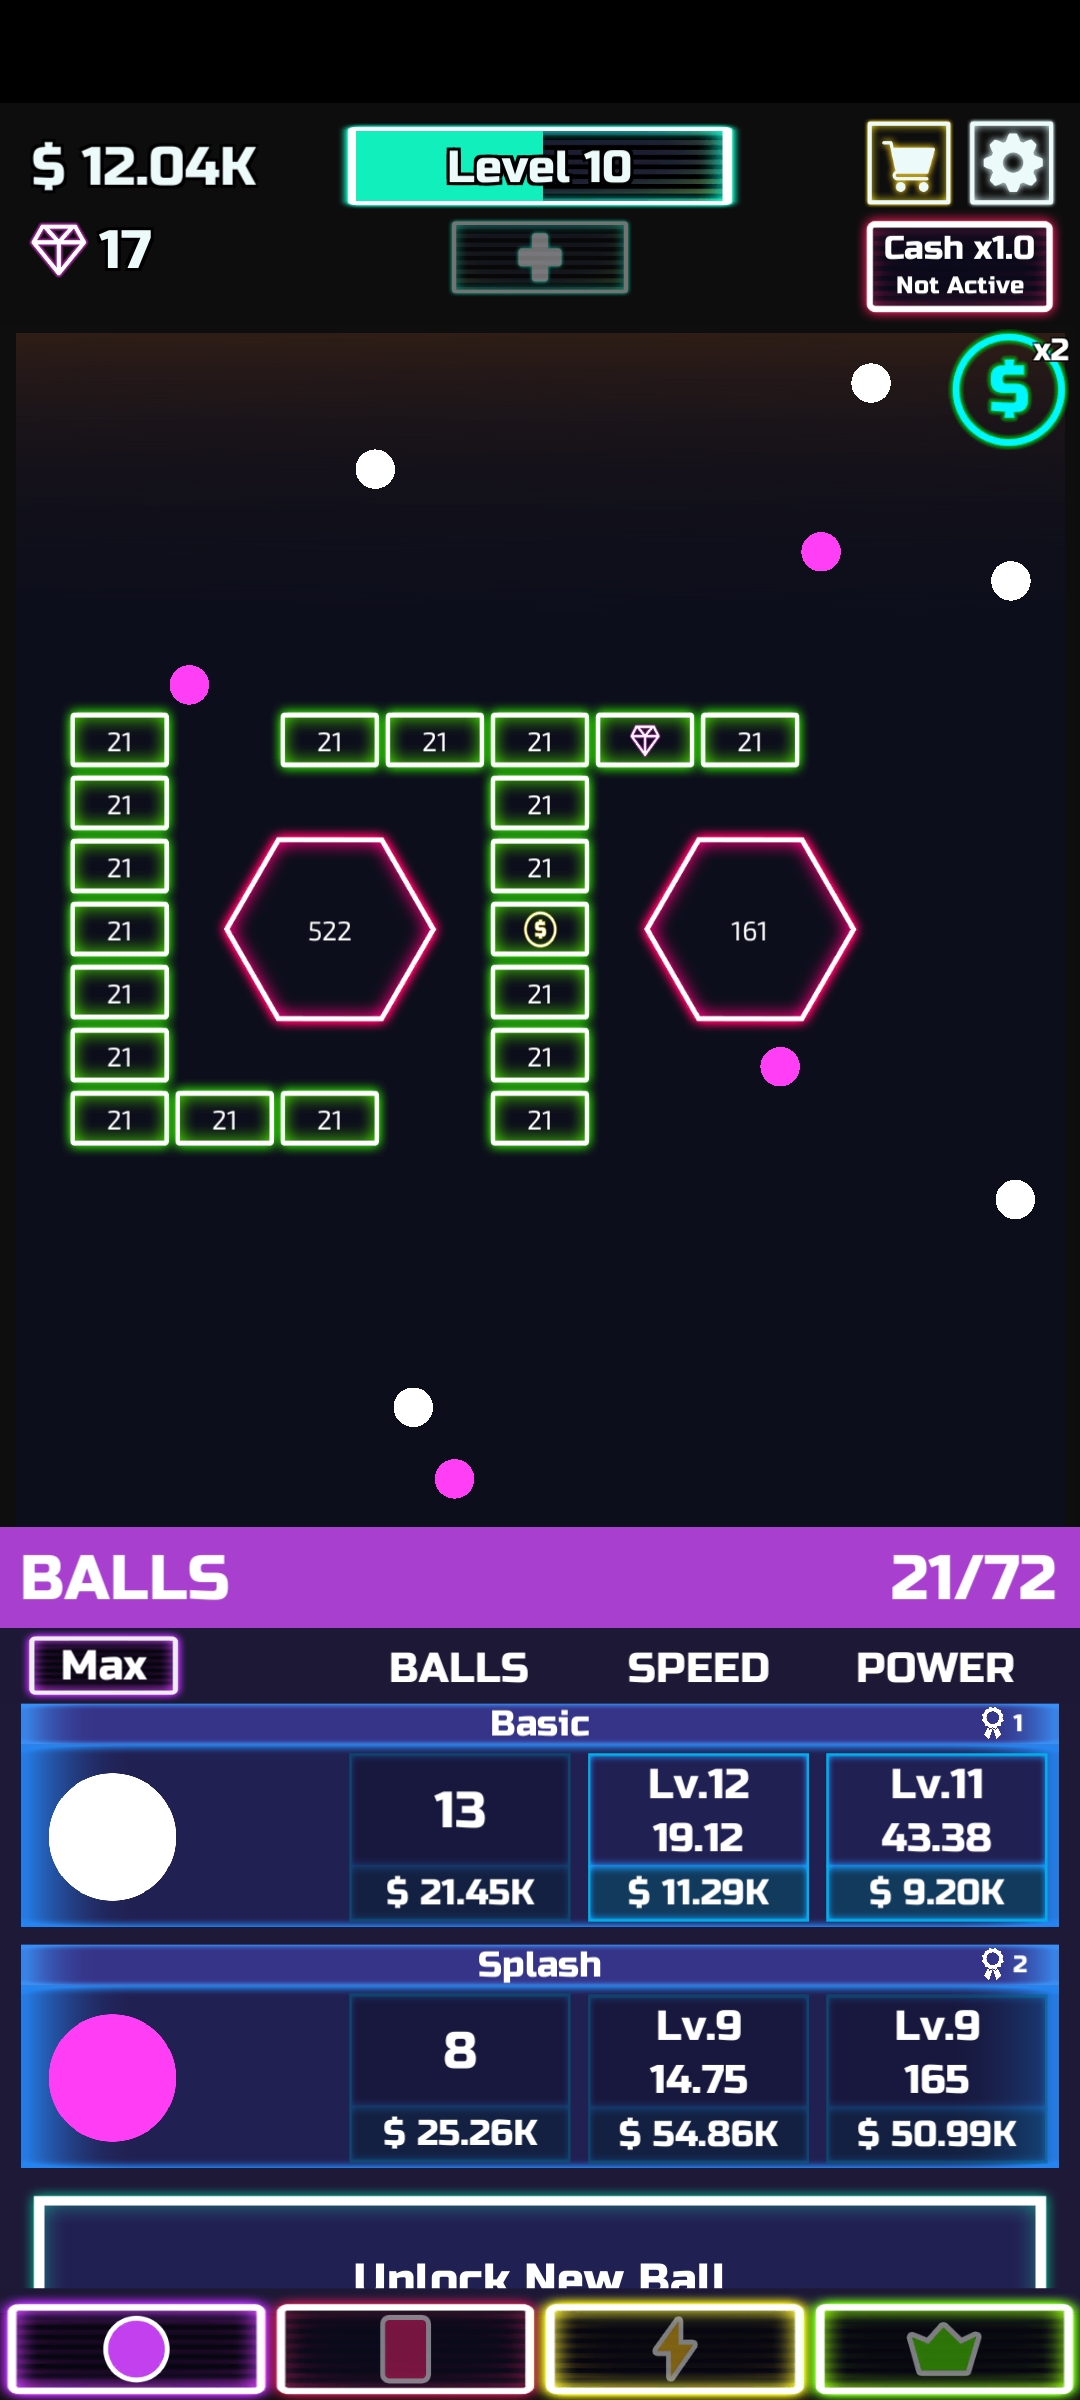 $ 12.04K
Level 10
17
Cash x1.0
Not Active
x2
$
21 21 21 21 21
21 21
21 21
522
21 $
161
21 21
21 21
21 21 21 21
BALLS 21/72
Max BALLS SPEED POWER
Basic 1
13
Lv.12
19.12
Lv.11
43.38
$ 21.45K $ 11.29K $ 9.20K
Splash 2
8
Lv.9
14.75
Lv.9
165
$ 25.26K $ 54.86K $ 50.99K
Unlock New Ball